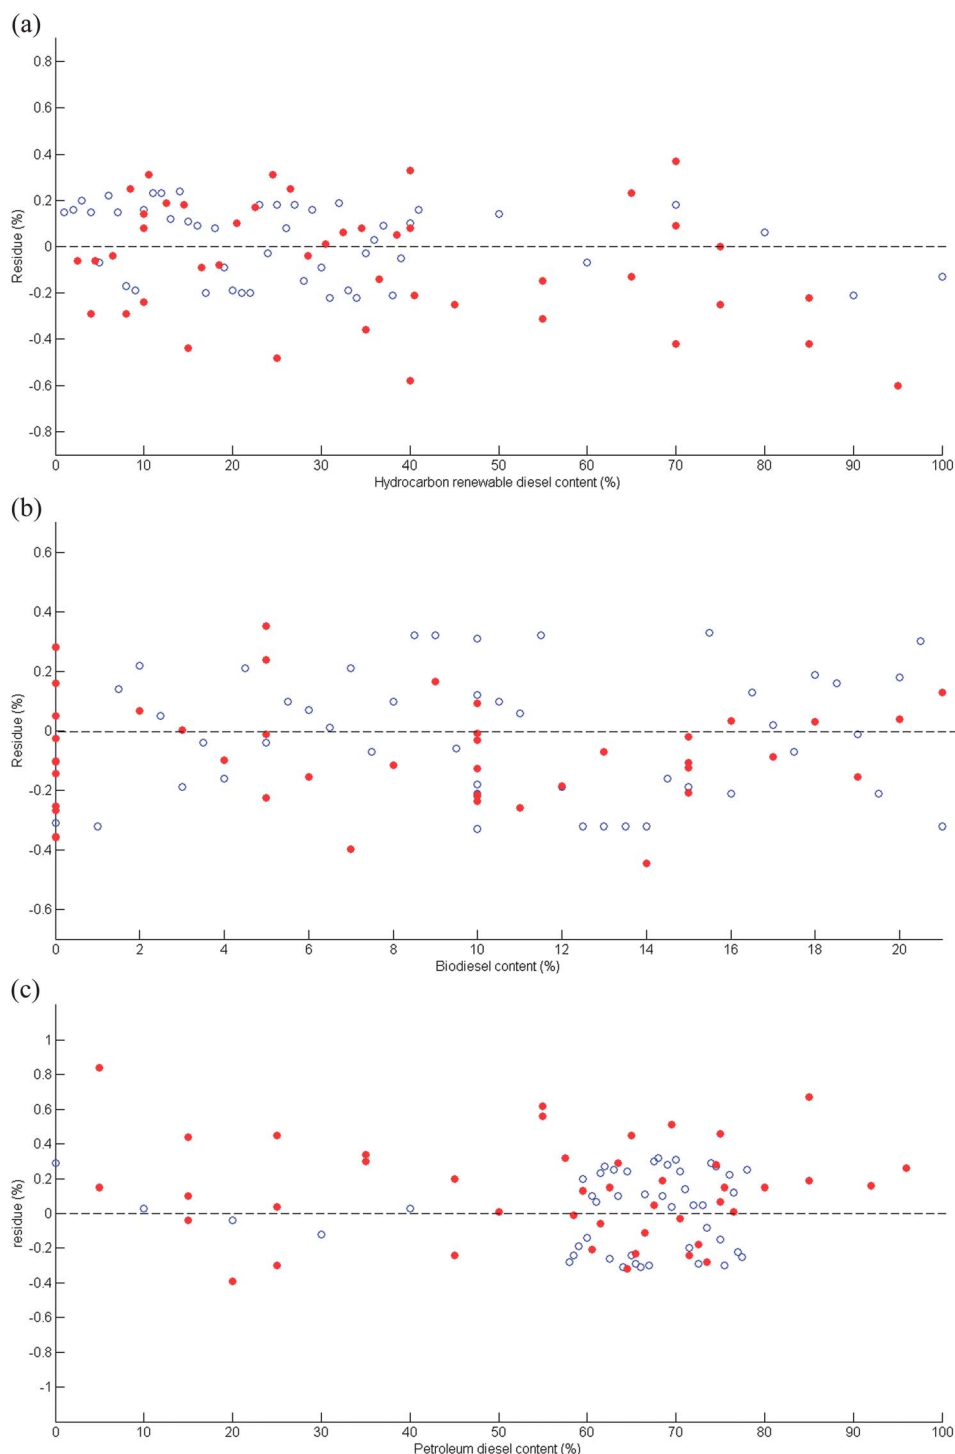 (a)
0.8
0.6
0.4
0.2
0
-0.2
-0.4
-0.6
-0.8
Residue (%)
0 10 20 30 40 50 60 70 80 90 100
Hydrocarbon renewable diesel content (%)
(b)
0.6
0.4
0.2
0
-0.2
-0.4
-0.6
Residue (%)
0 2 4 6 8 10 12 14 16 18 20
Biodiesel content (%)
(c)
1
0.8
0.6
0.4
0.2
0
-0.2
-0.4
-0.6
-0.8
-1
residue (%)
0 10 20 30 40 50 60 70 80 90 100
Petroleum diesel content (%)